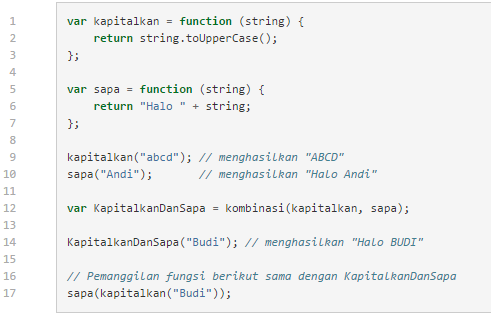 1 var kapitalkan = function (string) {
2     return string.toUpperCase();
3 };
4
5 var sapa = function (string) {
6     return "Halo " + string;
7 };
8
9 kapitalkan("abcd"); // menghasilkan "ABCD"
10 sapa("Andi");       // menghasilkan "Halo Andi"
11
12 var KapitalkanDanSapa = kombinasi(kapitalkan, sapa);
13
14 KapitalkanDanSapa("Budi"); // menghasilkan "Halo BUDI"
15
16 // Pemanggilan fungsi berikut sama dengan KapitalkanDanSapa
17 sapa(kapitalkan("Budi"));